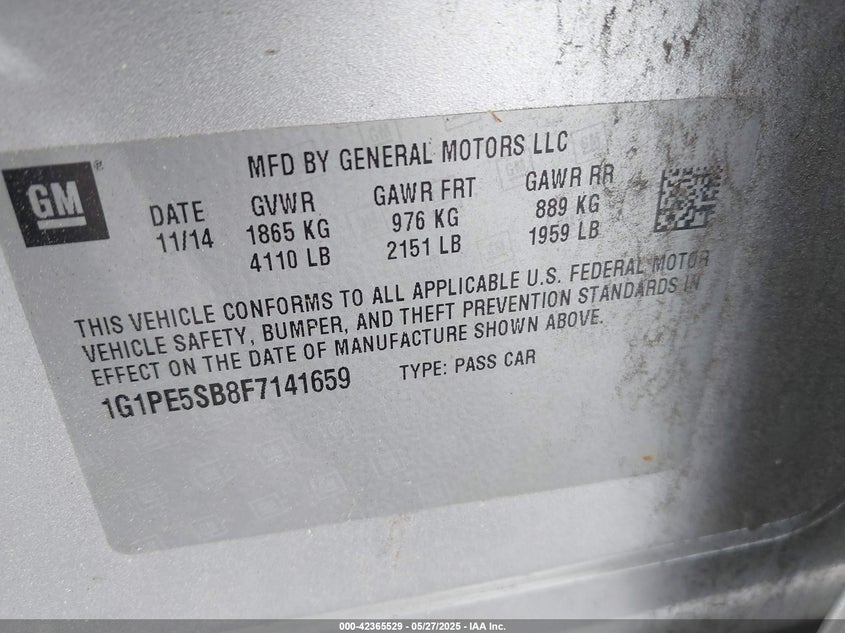 MFD BY GENERAL MOTORS LLC
GM®
DATE GVWR GAWR FRT GAWR RR
11/14 1865 KG 976 KG 889 KG
4110 LB 2151 LB 1959 LB
THIS VEHICLE CONFORMS TO ALL APPLICABLE U.S. FEDERAL MOTOR
VEHICLE SAFETY, BUMPER, AND THEFT PREVENTION STANDARDS IN
EFFECT ON THE DATE OF MANUFACTURE SHOWN ABOVE.
1G1PE5SB8F7141659 TYPE: PASS CAR
000-42365529 - 05/27/2025 - IAA Inc.